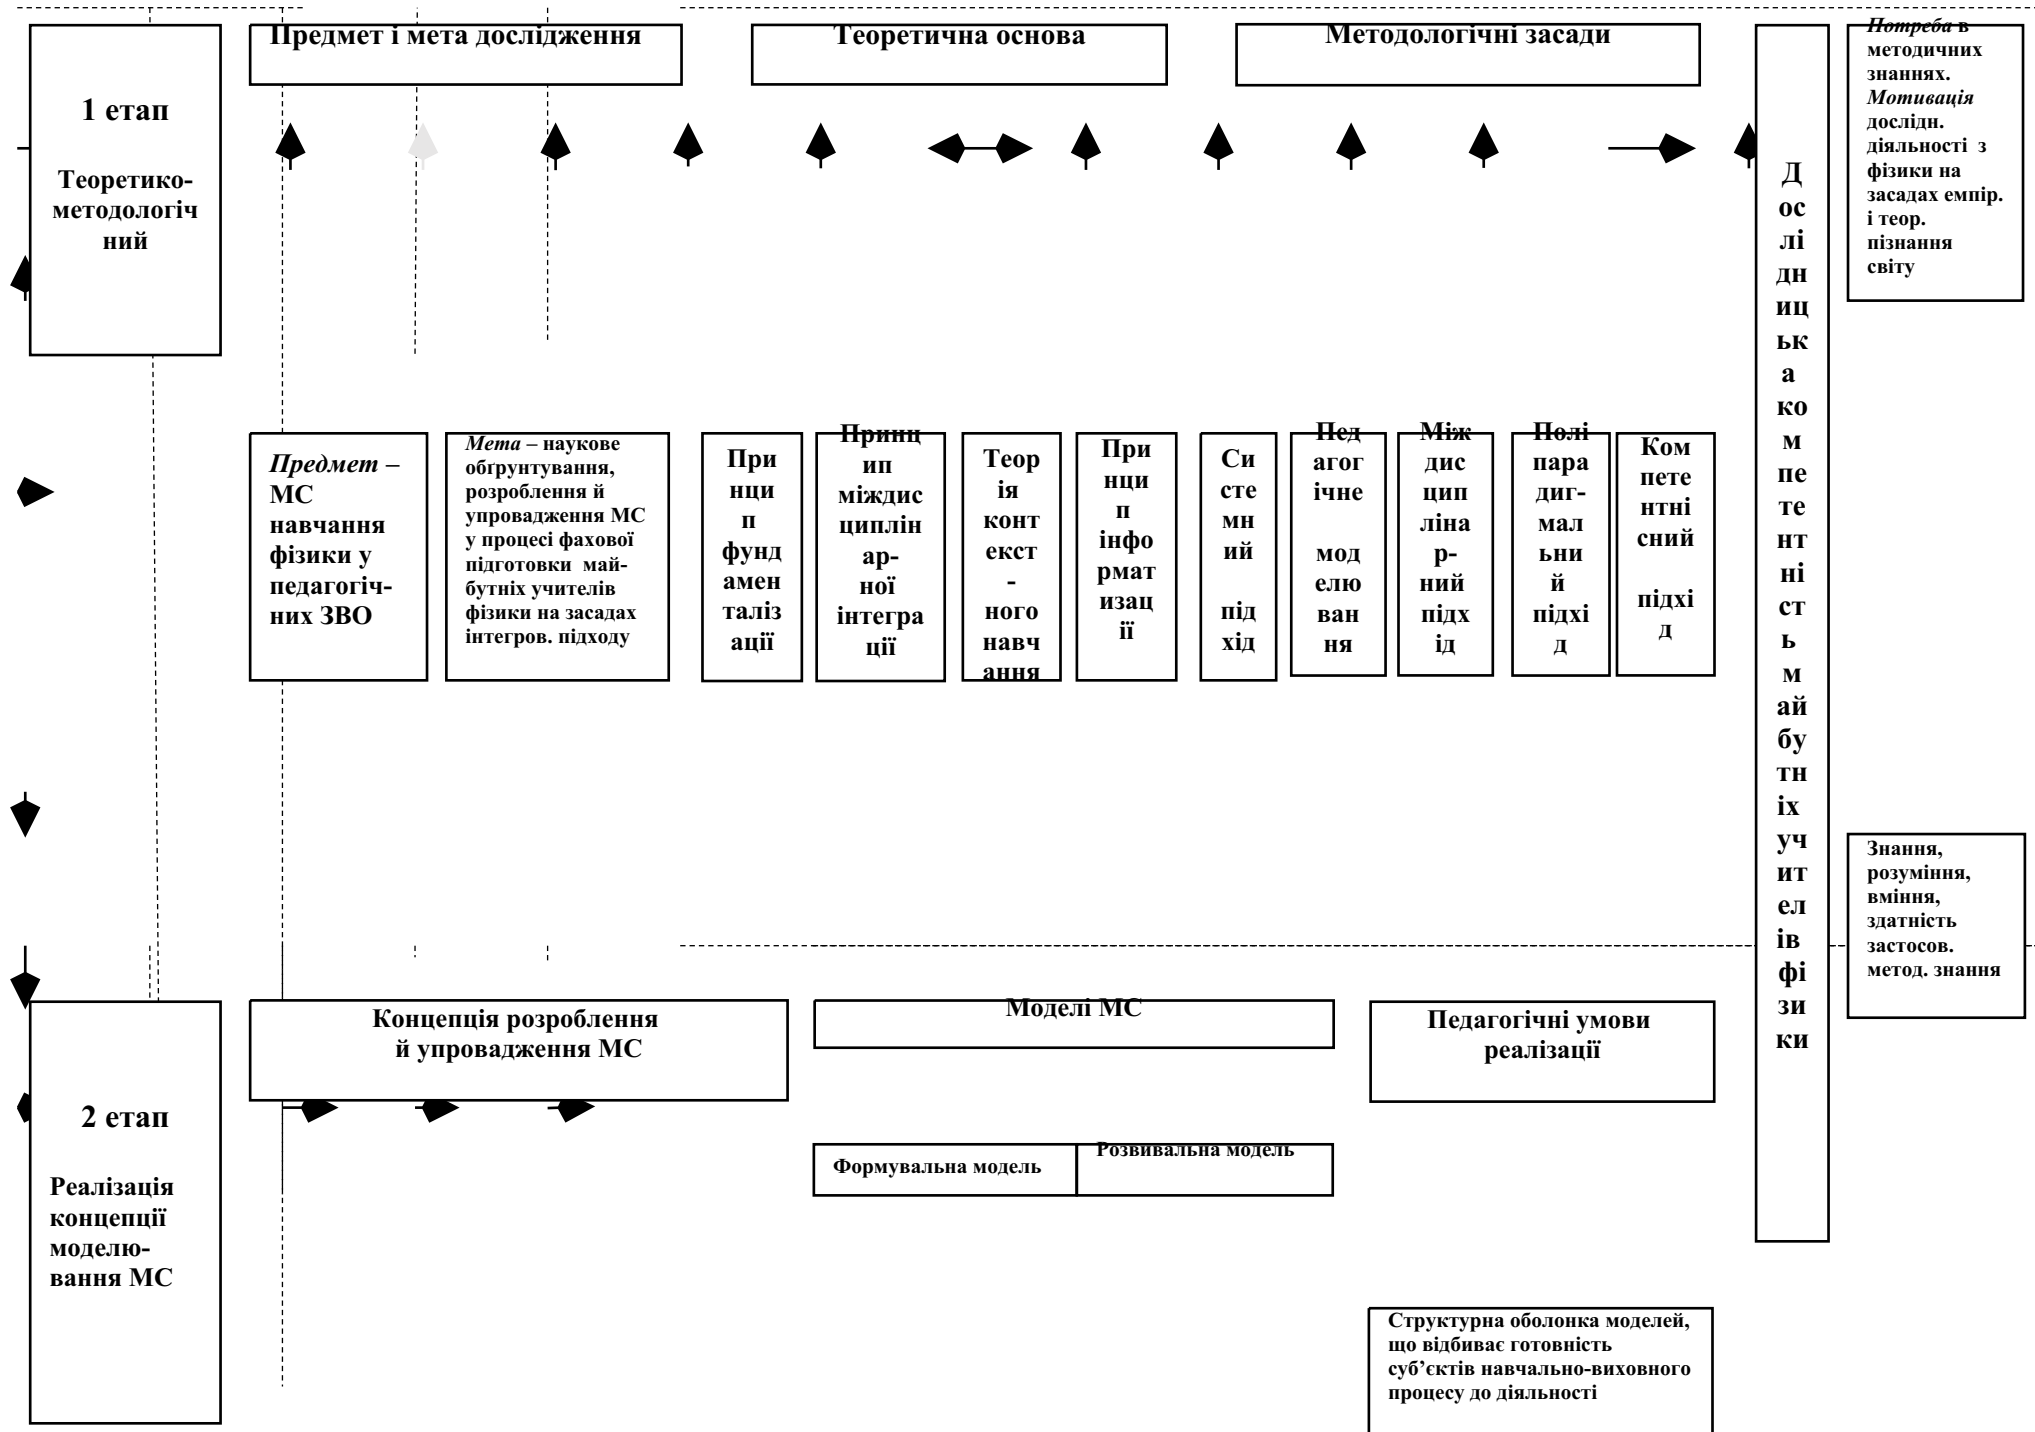 Предмет і мета дослідження
Теоретична основа
Методологічні засади
1 етап
Теоретико-
методологіч
ний
Потреба в
методичних
знаннях.
Мотивація
дослідн.
діяльності з
фізики на
засадах емпір.
і теор.
пізнання
світу
Д
ос
лі
дн
иц
ьк
а
ко
м
пе
те
нт
ні
ст
ь
м
ай
бу
тн
іх
уч
ит
ел
ів
фі
зи
ки
Предмет –
МС
навчання
фізики у
педагогіч-
них ЗВО
Мета – наукове
обґрунтування,
розроблення й
упровадження МС
у процесі фахової
підготовки май-
бутніх учителів
фізики на засадах
інтегров. підходу
При
нци
п
фунд
амен
таліз
ації
Принц
ип
міждис
циплін
ар-
ної
інтегра
ції
Теор
ія
конт
екст
-
ного
навч
ання
При
нци
п
інфо
рмат
изац
ії
Си
сте
мн
ий
під
хід
Пед
агог
ічне
мод
елю
ван
ня
Між
дис
цип
ліна
р-
ний
підх
ід
Полі
пара
диг-
маль
ний
підхі
д
Ком
пете
нтні
сний
підхі
д
Знання,
розуміння,
вміння,
здатність
застосов.
метод. знання
2 етап
Реалізація
концепції
моделю-
вання МС
Концепція розроблення
й упровадження МС
Моделі МС
Педагогічні умови
реалізації
Формувальна модель
Розвивальна модель
Структурна оболонка моделей,
що відбиває готовність
суб’єктів навчально-виховного
процесу до діяльності